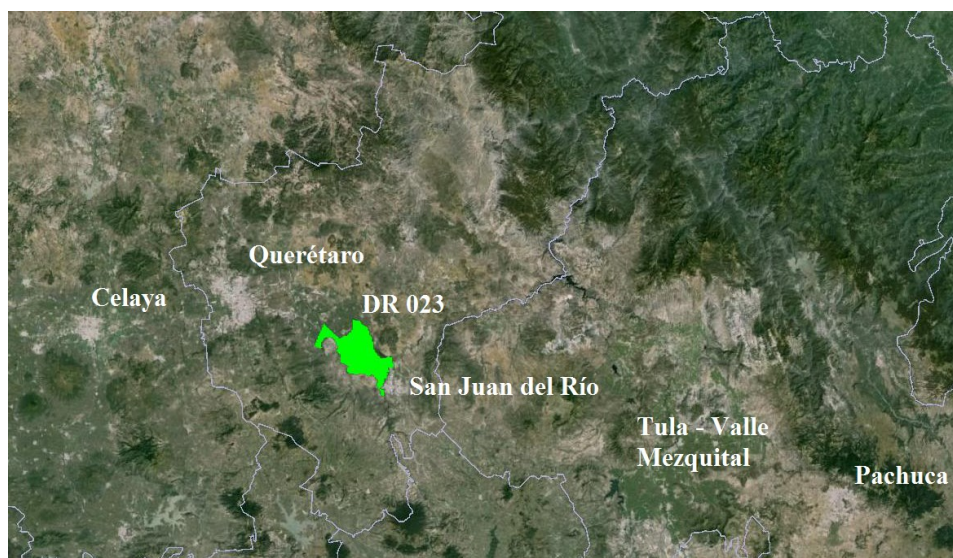 Querétaro
Celaya
DR 023
San Juan del Río
Tula - Valle
Mezquital
Pachuca